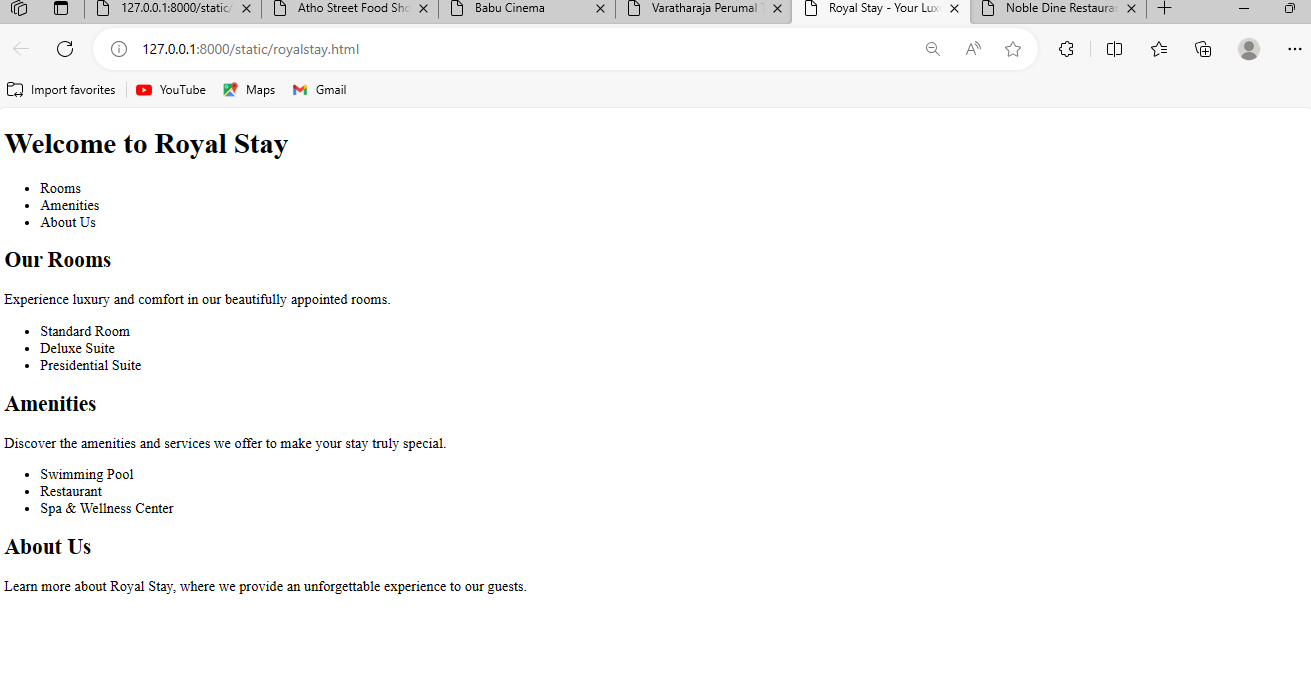 127.0.0.1:8000/static/
Atho Street Food Sho
Babu Cinema
Varatharaja Perumal
Royal Stay - Your Lux
Noble Dine Restaura
127.0.0.1:8000/static/royalstay.html
Import favorites
YouTube
Maps
Gmail
Welcome to Royal Stay
• Rooms
• Amenities
• About Us
Our Rooms
Experience luxury and comfort in our beautifully appointed rooms.
• Standard Room
• Deluxe Suite
• Presidential Suite
Amenities
Discover the amenities and services we offer to make your stay truly special.
• Swimming Pool
• Restaurant
• Spa & Wellness Center
About Us
Learn more about Royal Stay, where we provide an unforgettable experience to our guests.